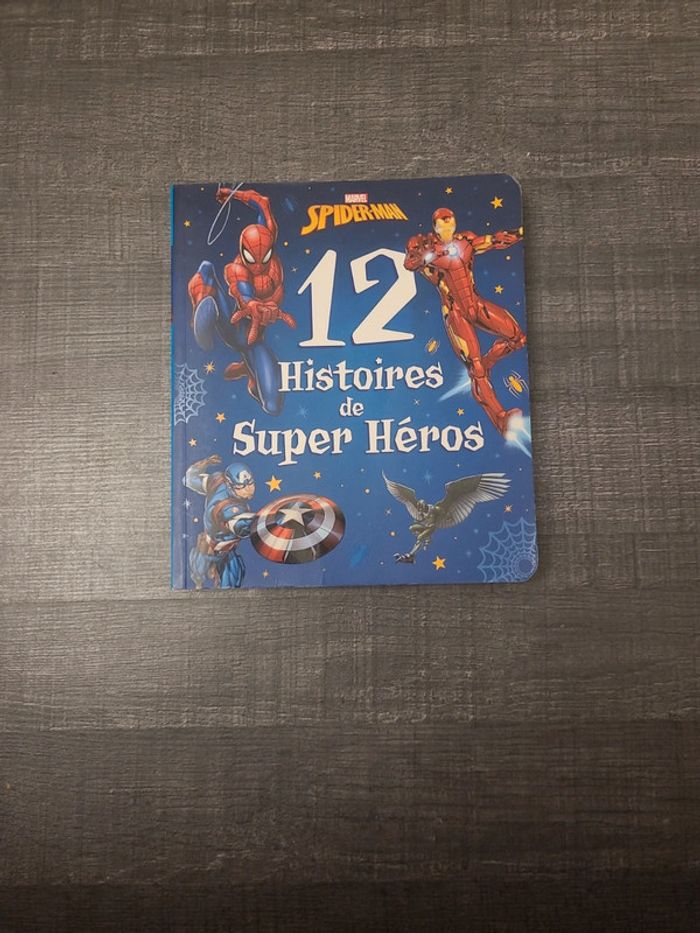 MARVEL
SPIDER-MAN
12
Histoires
de
Super Héros